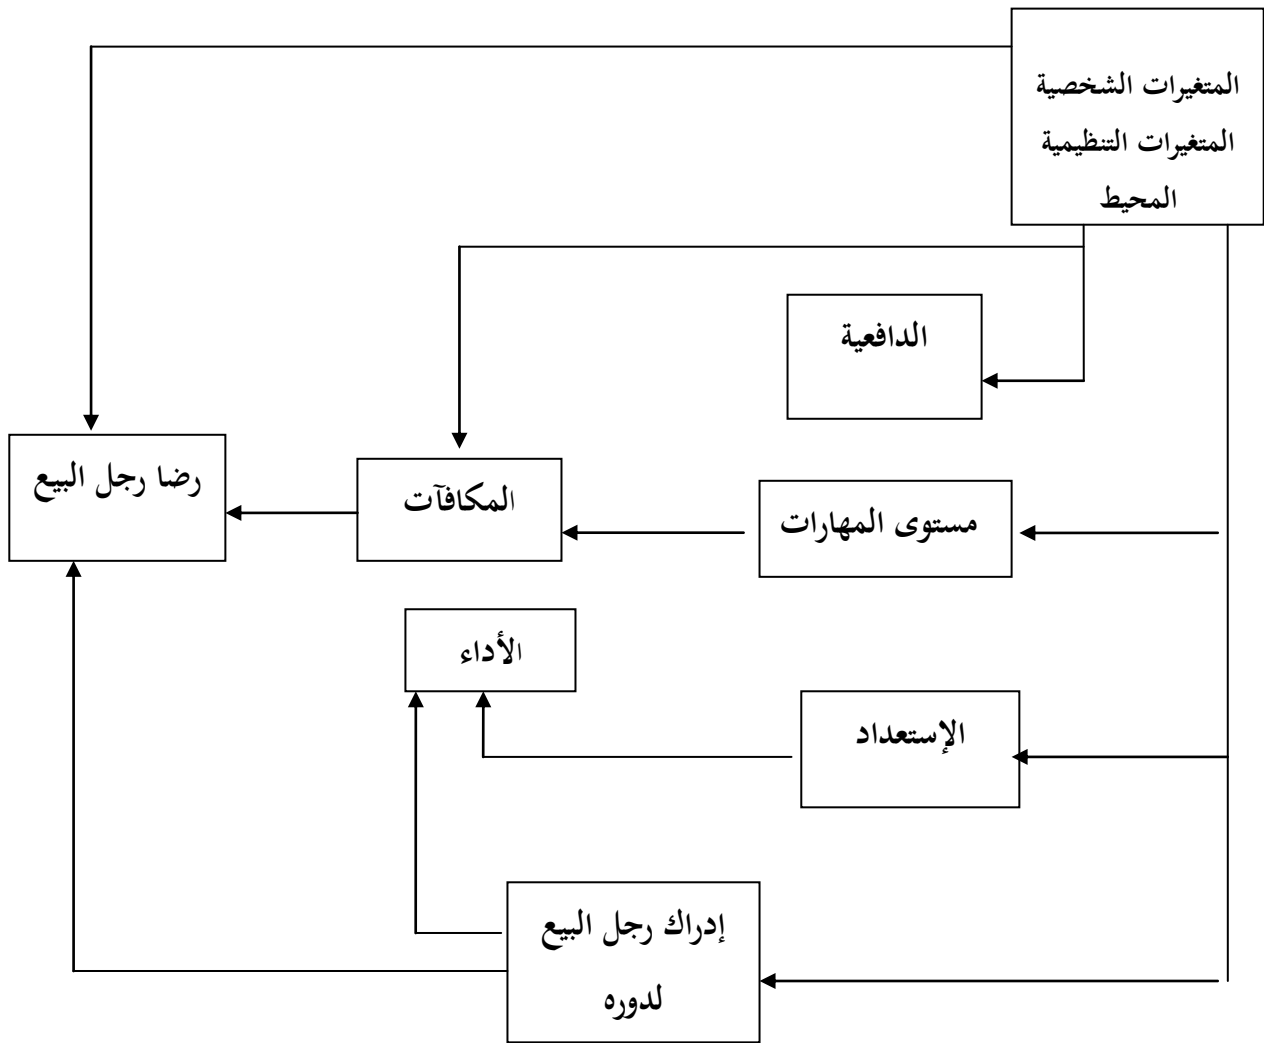 المتغيرات الشخصية
المتغيرات التنظيمية
المحيط
الدافعية
رضا رجل البيع
المكافآت
مستوى المهارات
الأداء
الإستعداد
إدراك رجل البيع
لدوره